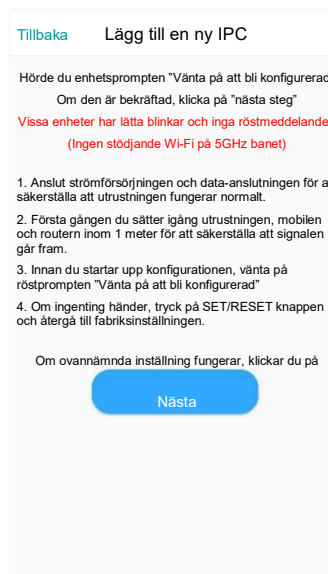 Tillbaka Lägg till en ny IPC
Hörde du enhetsprompten ”Vänta på att bli konfigurerad
Om den är bekräftad, klicka på ”nästa steg”
Vissa enheter har lätta blinkar och inga röstmeddelande
(Ingen stödjande Wi-Fi på 5GHz banet)
1. Anslut strömförsörjningen och data-anslutningen för a
säkerställa att utrustningen fungerar normalt.
2. Första gången du sätter igång utrustningen, mobilen
och routern inom 1 meter för att säkerställa att signalen
går fram.
3. Innan du startar upp konfigurationen, vänta på
röstprompten ”Vänta på att bli konfigurerad”
4. Om ingenting händer, tryck på SET/RESET knappen
och återgå till fabriksinställningen.
Om ovannämnda inställning fungerar, klickar du på
Nästa